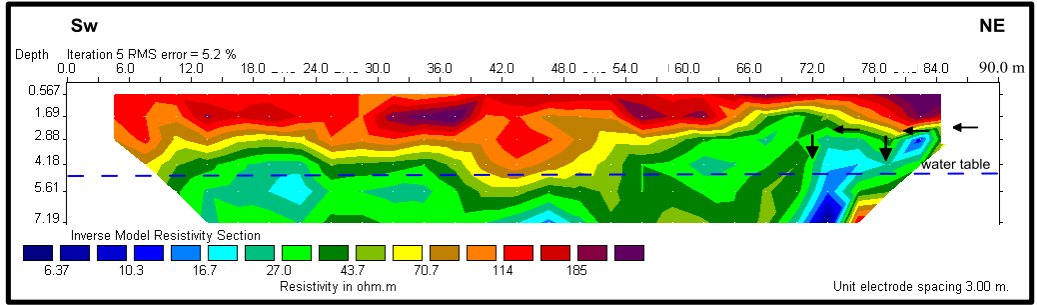 Sw NE
Depth Iteration 5 RMS error = 5.2 %
0.0 6.0 12.0 18.0 24.0 30.0 36.0 42.0 48.0 54.0 60.0 66.0 72.0 78.0 84.0 90.0 m
0.567
1.69
2.86
4.18
water table
5.61
7.19
Inverse Model Resistivity Section
6.37 10.3 16.7 27.0 43.7 70.7 114 185
Resistivity in ohm.m
Unit electrode spacing 3.00 m.